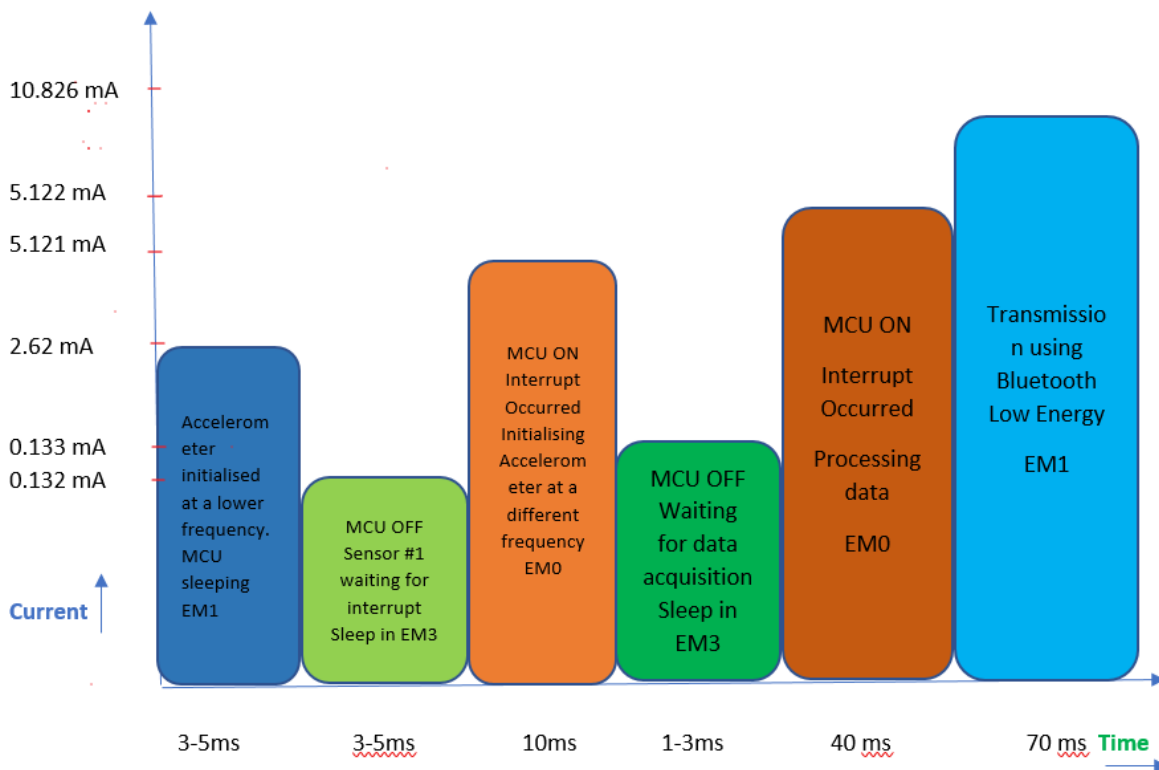 10.826 mA
5.122 mA
5.121 mA
2.62 mA
0.133 mA
0.132 mA
Current
Accelerom
eter
initialised
at a lower
frequency.
MCU
sleeping
EM1
MCU OFF
Sensor #1
waiting for
interrupt
Sleep in EM3
MCU ON
Interrupt
Occurred
Initialising
Accelerom
eter at a
different
frequency
EM0
MCU OFF
Waiting
for data
acquisition
Sleep in
EM3
MCU ON
Interrupt
Occurred
Processing
data
EM0
Transmissio
n using
Bluetooth
Low Energy
EM1
3-5ms
3-5ms
10ms
1-3ms
40 ms
70 ms
Time